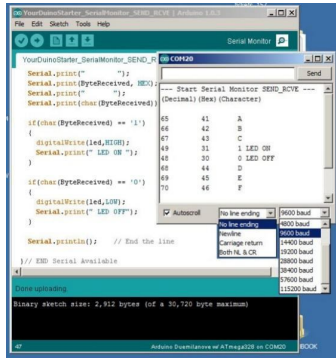 YourDuinoStarter_SerialMonitor_SEND_RCVE | Arduino 1.0.3
File Edit Sketch Tools Help
Serial Monitor
YourDuinoStarter_SerialMonitor_SEND_R
Serial.print("        ");
Serial.print(ByteReceived, HEX);
Serial.print("       ");
Serial.print(char(ByteReceived));
if(char(ByteReceived) == '1')
{
digitalWrite(led,HIGH);
Serial.print(" LED ON ");
}
if(char(ByteReceived) == '0')
{
digitalWrite(led,LOW);
Serial.print(" LED OFF");
}
Serial.println();    // End the line
}// END Serial Available
Done uploading.
Binary sketch size: 2,912 bytes (of a 30,720 byte maximum)
47
Arduino Duemilanove w/ ATmega328 on COM20
COM20
Send
--- Start Serial Monitor SEND_RCVE ---
(Decimal)(Hex)(Character)
65 41 A
66 42 B
67 43 C
49 31 1 LED ON
48 30 0 LED OFF
68 44 D
69 45 E
70 46 F
Autoscroll
No line ending
9600 baud
No line ending
Newline
Carriage return
Both NL & CR
4800 baud
9600 baud
14400 baud
19200 baud
28800 baud
38400 baud
57600 baud
115200 baud
BOOK